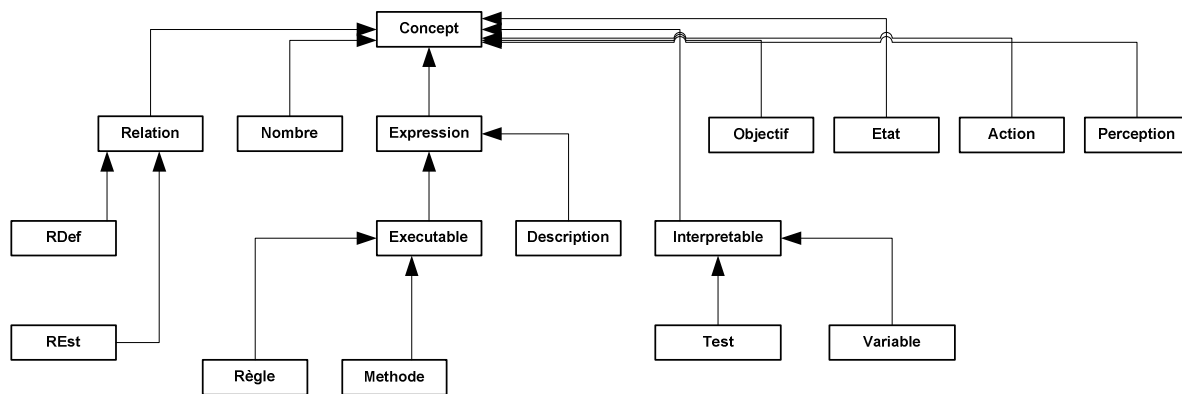 Concept
Relation
Nombre
Expression
Objectif
Etat
Action
Perception
RDef
Executable
Description
Interpretable
REst
Test
Variable
Règle
Methode